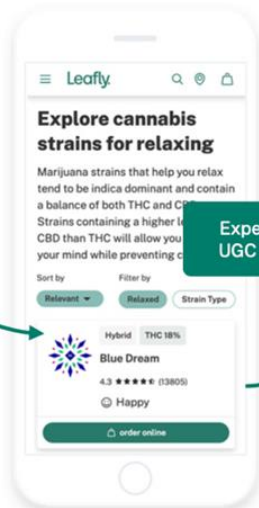 Leafly.
Explore cannabis
strains for relaxing
Marijuana strains that help you relax
tend to be indica dominant and contain
a balance of both THC and
Strains containing a higher
CBD than THC will allow you
your mind while preventing
UGC
Sort by
Filter by
Relevant
Relaxed
Strain Type
Hybrid
THC 18%
Blue Dream
4.3 ★★★★★ (13805)
Happy
order online